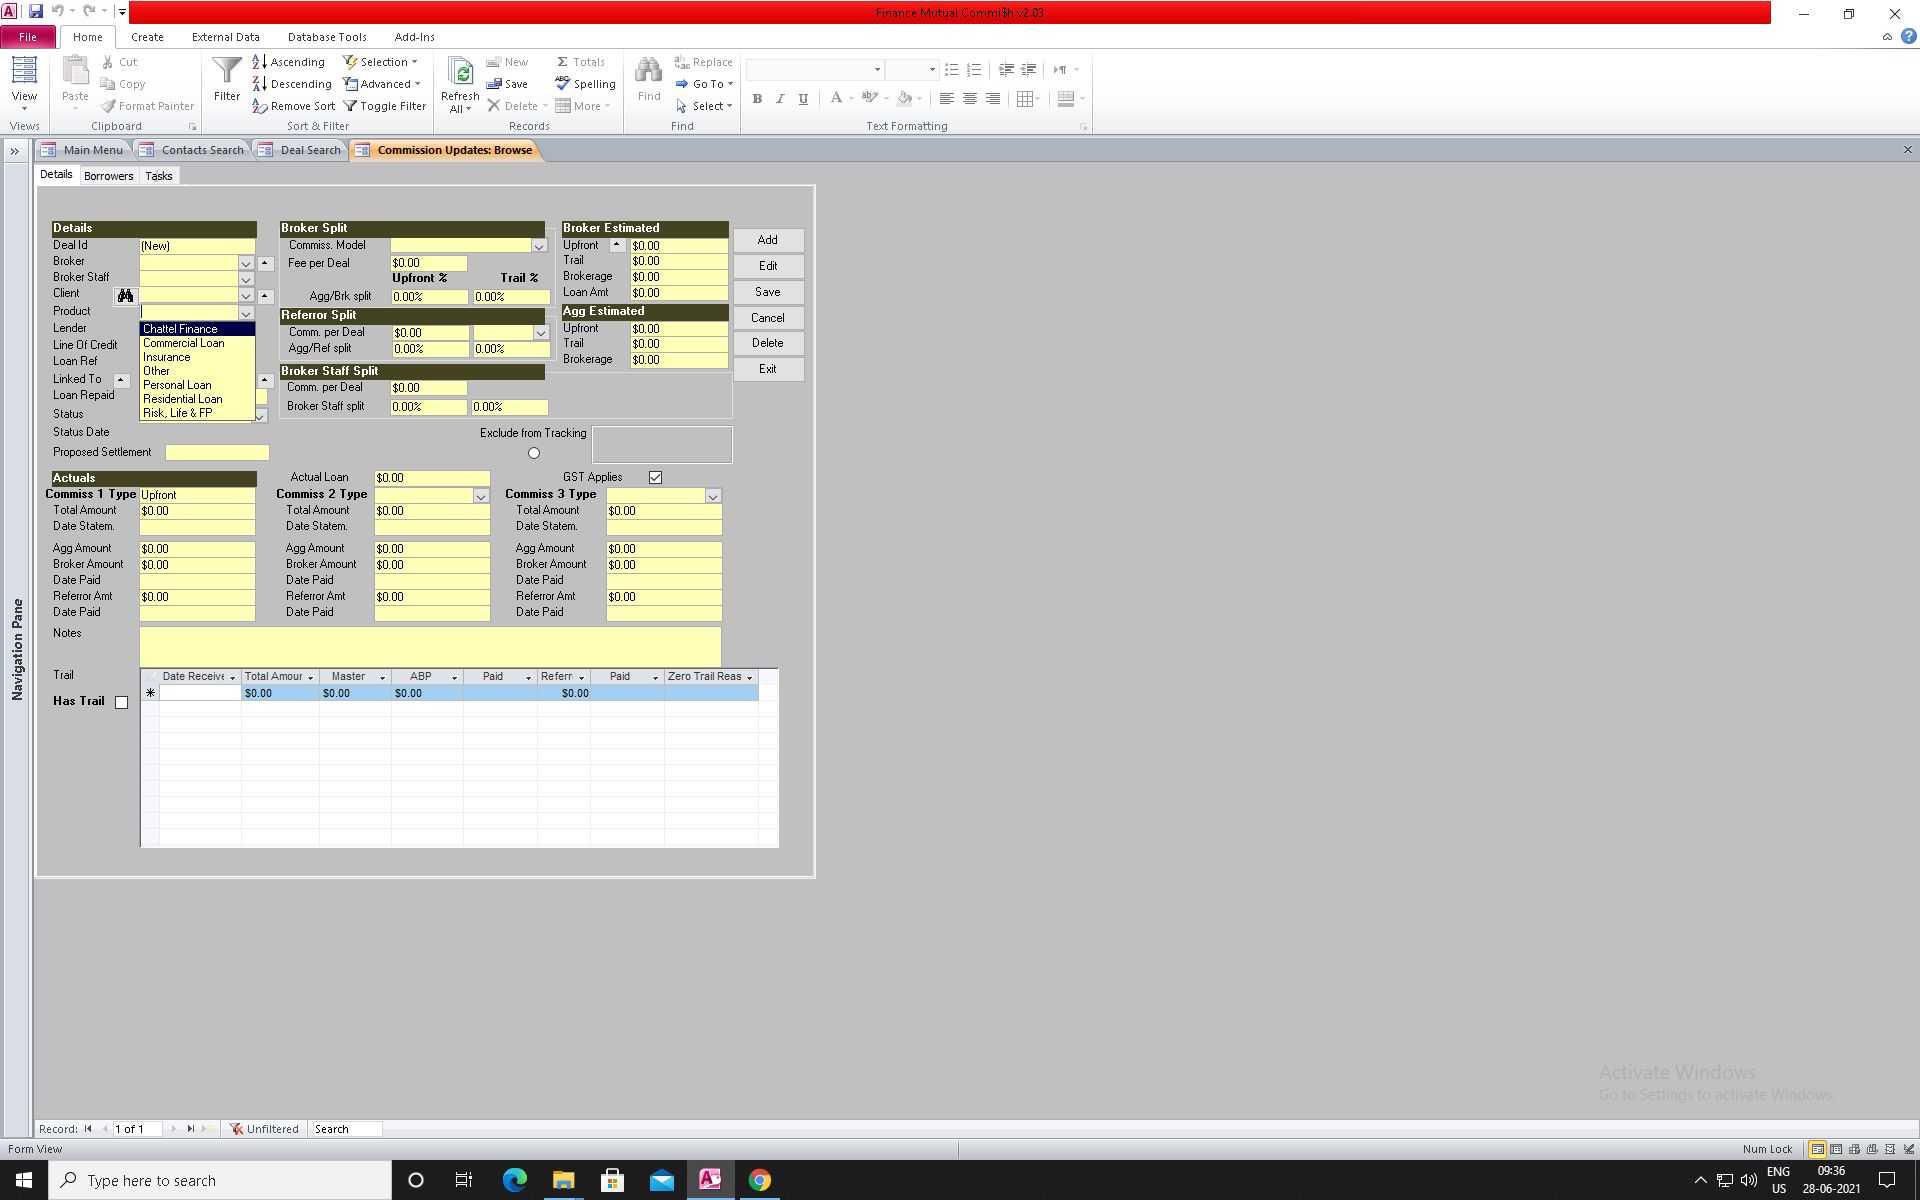 Finance Mutual Commi$h v2.03
File Home Create External Data Database Tools Add-Ins
View Paste Cut Copy Format Painter Filter Ascending Descending Remove Sort Selection Advanced Toggle Filter Refresh All New Save Delete Totals Spelling More Find Replace Go To Select B I U A ab
Views Clipboard Sort & Filter Records Find Text Formatting
Main Menu Contacts Search Deal Search Commission Updates: Browse
Details Borrowers Tasks
Navigation Pane
Details
Deal Id (New)
Broker
Broker Staff
Client
Product
Lender
Line Of Credit
Loan Ref
Linked To
Loan Repaid
Status
Status Date
Proposed Settlement
Chattel Finance
Commercial Loan
Insurance
Other
Personal Loan
Residential Loan
Risk, Life & FP
Broker Split
Commiss. Model
Fee per Deal $0.00
Upfront % Trail %
Agg/Brk split 0.00% 0.00%
Referror Split
Comm. per Deal $0.00
Agg/Ref split 0.00% 0.00%
Broker Staff Split
Comm. per Deal $0.00
Broker Staff split 0.00% 0.00%
Exclude from Tracking
Broker Estimated
Upfront $0.00
Trail $0.00
Brokerage $0.00
Loan Amt $0.00
Agg Estimated
Upfront $0.00
Trail $0.00
Brokerage $0.00
Add
Edit
Save
Cancel
Delete
Exit
Actuals Actual Loan $0.00 GST Applies
Commiss 1 Type Upfront Commiss 2 Type Commiss 3 Type
Total Amount $0.00 Total Amount $0.00 Total Amount $0.00
Date Statem. Date Statem. Date Statem.
Agg Amount $0.00 Agg Amount $0.00 Agg Amount $0.00
Broker Amount $0.00 Broker Amount $0.00 Broker Amount $0.00
Date Paid Date Paid Date Paid
Referror Amt $0.00 Referror Amt $0.00 Referror Amt $0.00
Date Paid Date Paid Date Paid
Notes
Trail Date Receive Total Amour Master ABP Paid Referr Paid Zero Trail Reas
$0.00 $0.00 $0.00 $0.00
Has Trail
Activate Windows
Go to Settings to activate Windows.
Record: 1 of 1 Unfiltered Search
Form View Num Lock
Type here to search
ENG
US
09:36
28-06-2021